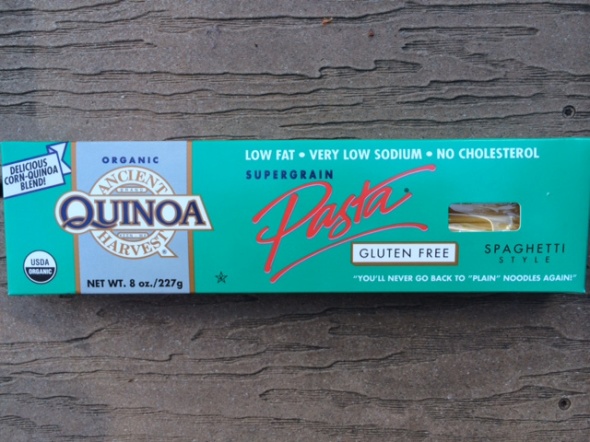 DELICIOUS
CORN-QUINOA
BLEND!
ORGANIC
ANCIENT
QUINOA
HARVEST
USDA
ORGANIC
NET WT. 8 oz./227g
LOW FAT • VERY LOW SODIUM • NO CHOLESTEROL
SUPERGRAIN
Pasta
GLUTEN FREE
SPAGHETTI
STYLE
"YOU'LL NEVER GO BACK TO "PLAIN" NOODLES AGAIN!"